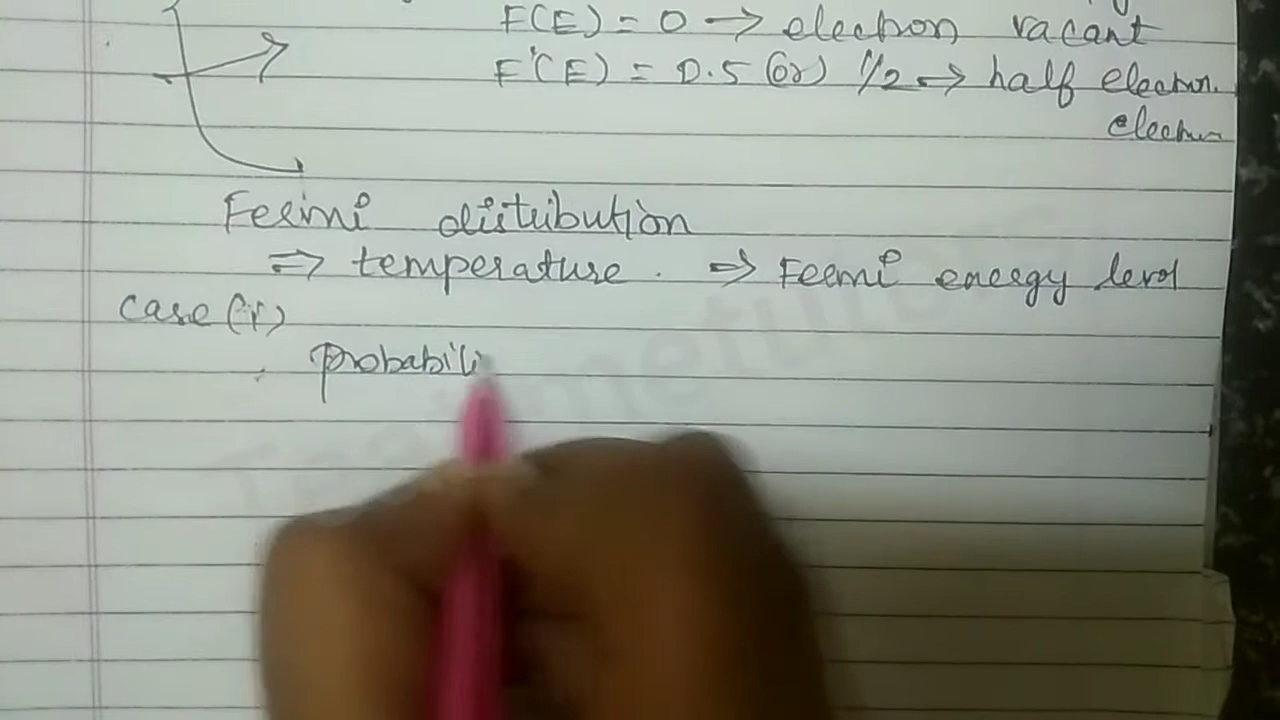 F(E) = 0 → electron vacant
F(E) = 0.5 (or) 1/2 → half electron.
electron
Fermi distribution
⇒ temperature. ⇒ Fermi energy level
case (i)
probabili